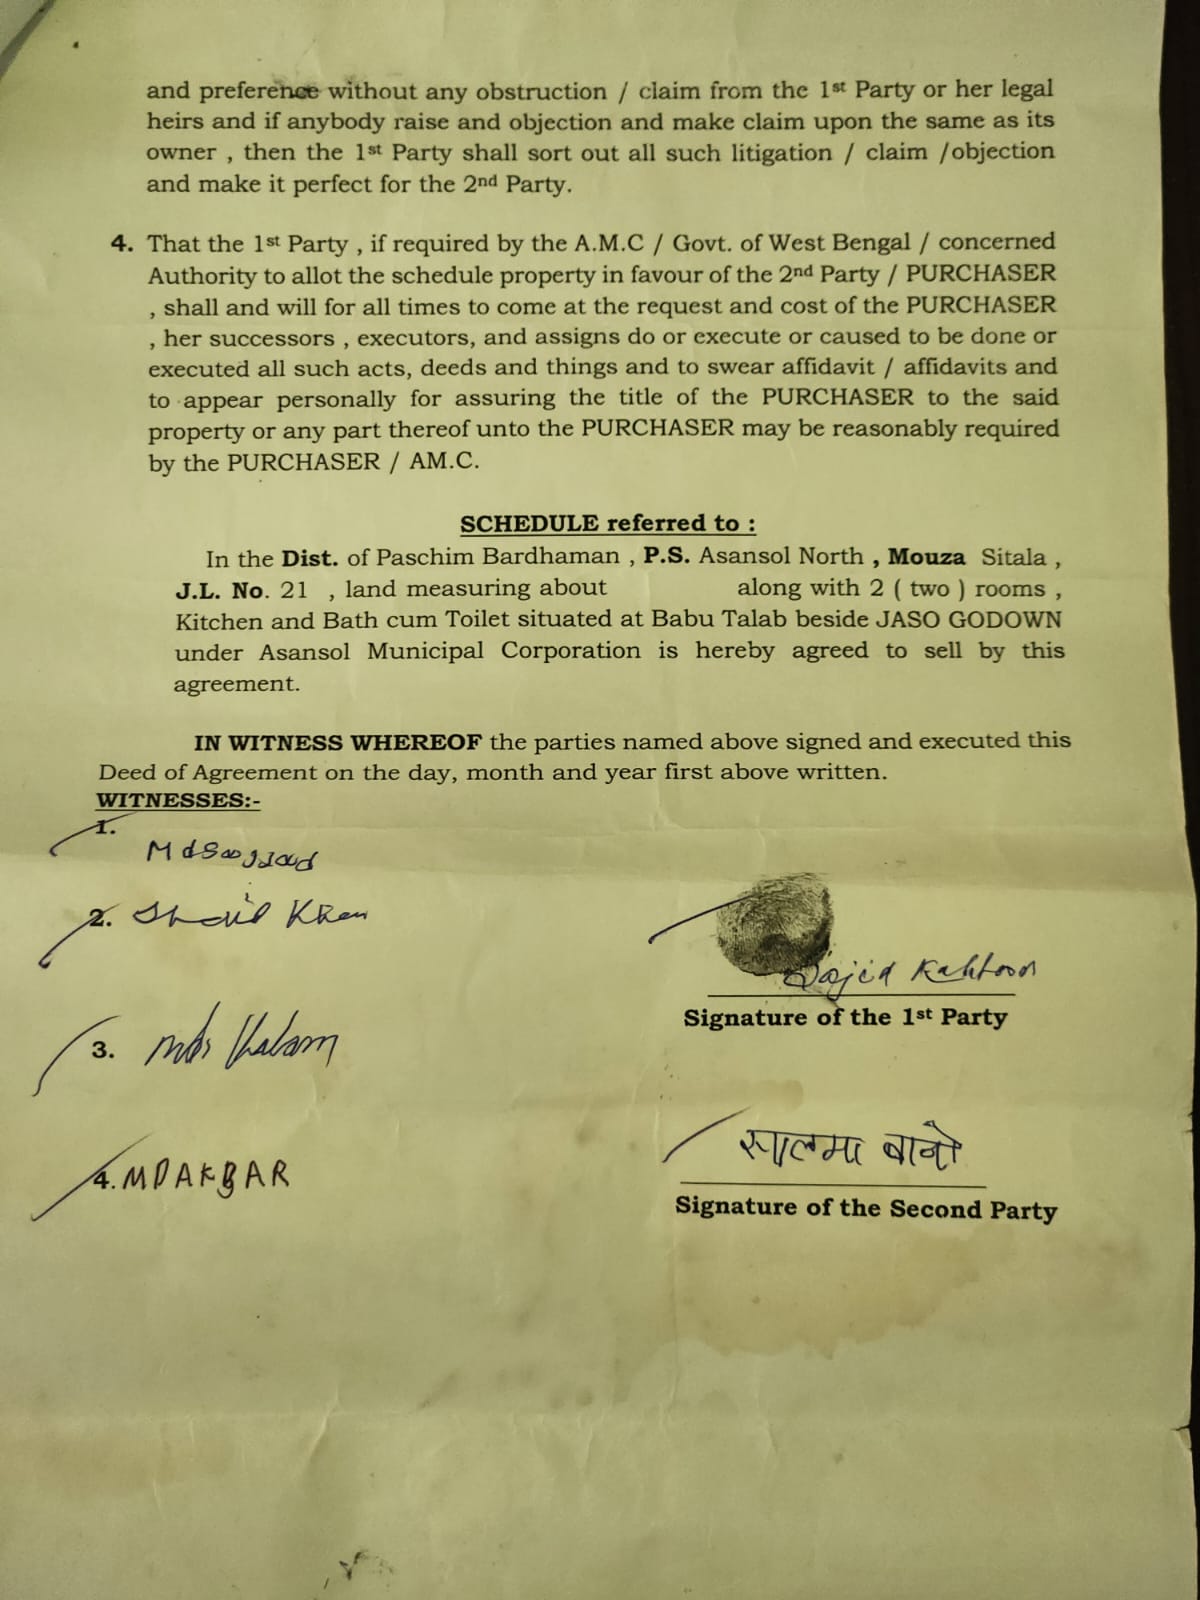 and preference without any obstruction / claim from the 1st Party or her legal
heirs and if anybody raise and objection and make claim upon the same as its
owner , then the 1st Party shall sort out all such litigation / claim /objection
and make it perfect for the 2nd Party.
4. That the 1st Party , if required by the A.M.C / Govt. of West Bengal / concerned
Authority to allot the schedule property in favour of the 2nd Party / PURCHASER
, shall and will for all times to come at the request and cost of the PURCHASER
, her successors , executors, and assigns do or execute or caused to be done or
executed all such acts, deeds and things and to swear affidavit / affidavits and
to appear personally for assuring the title of the PURCHASER to the said
property or any part thereof unto the PURCHASER may be reasonably required
by the PURCHASER / AM.C.
SCHEDULE referred to :
In the Dist. of Paschim Bardhaman , P.S. Asansol North , Mouza Sitala ,
J.L. No. 21 , land measuring about along with 2 ( two ) rooms ,
Kitchen and Bath cum Toilet situated at Babu Talab beside JASO GODOWN
under Asansol Municipal Corporation is hereby agreed to sell by this
agreement.
IN WITNESS WHEREOF the parties named above signed and executed this
Deed of Agreement on the day, month and year first above written.
WITNESSES:-
1.
Md
2. Khan
Sajid Kahtoon
Signature of the 1st Party
3. Kalam
सालमा बानो
4. MD AKBAR
Signature of the Second Party